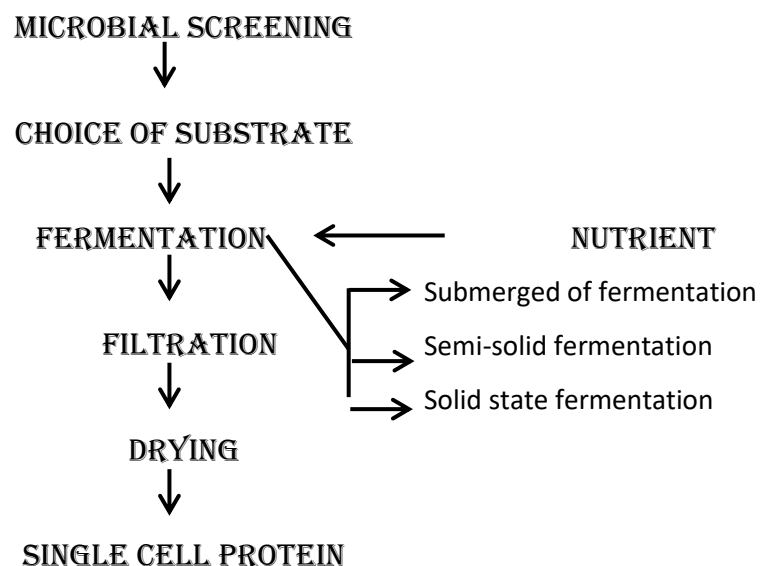 MICROBIAL SCREENING
CHOICE OF SUBSTRATE
FERMENTATION
NUTRIENT
Submerged of fermentation
Semi-solid fermentation
Solid state fermentation
FILTRATION
DRYING
SINGLE CELL PROTEIN